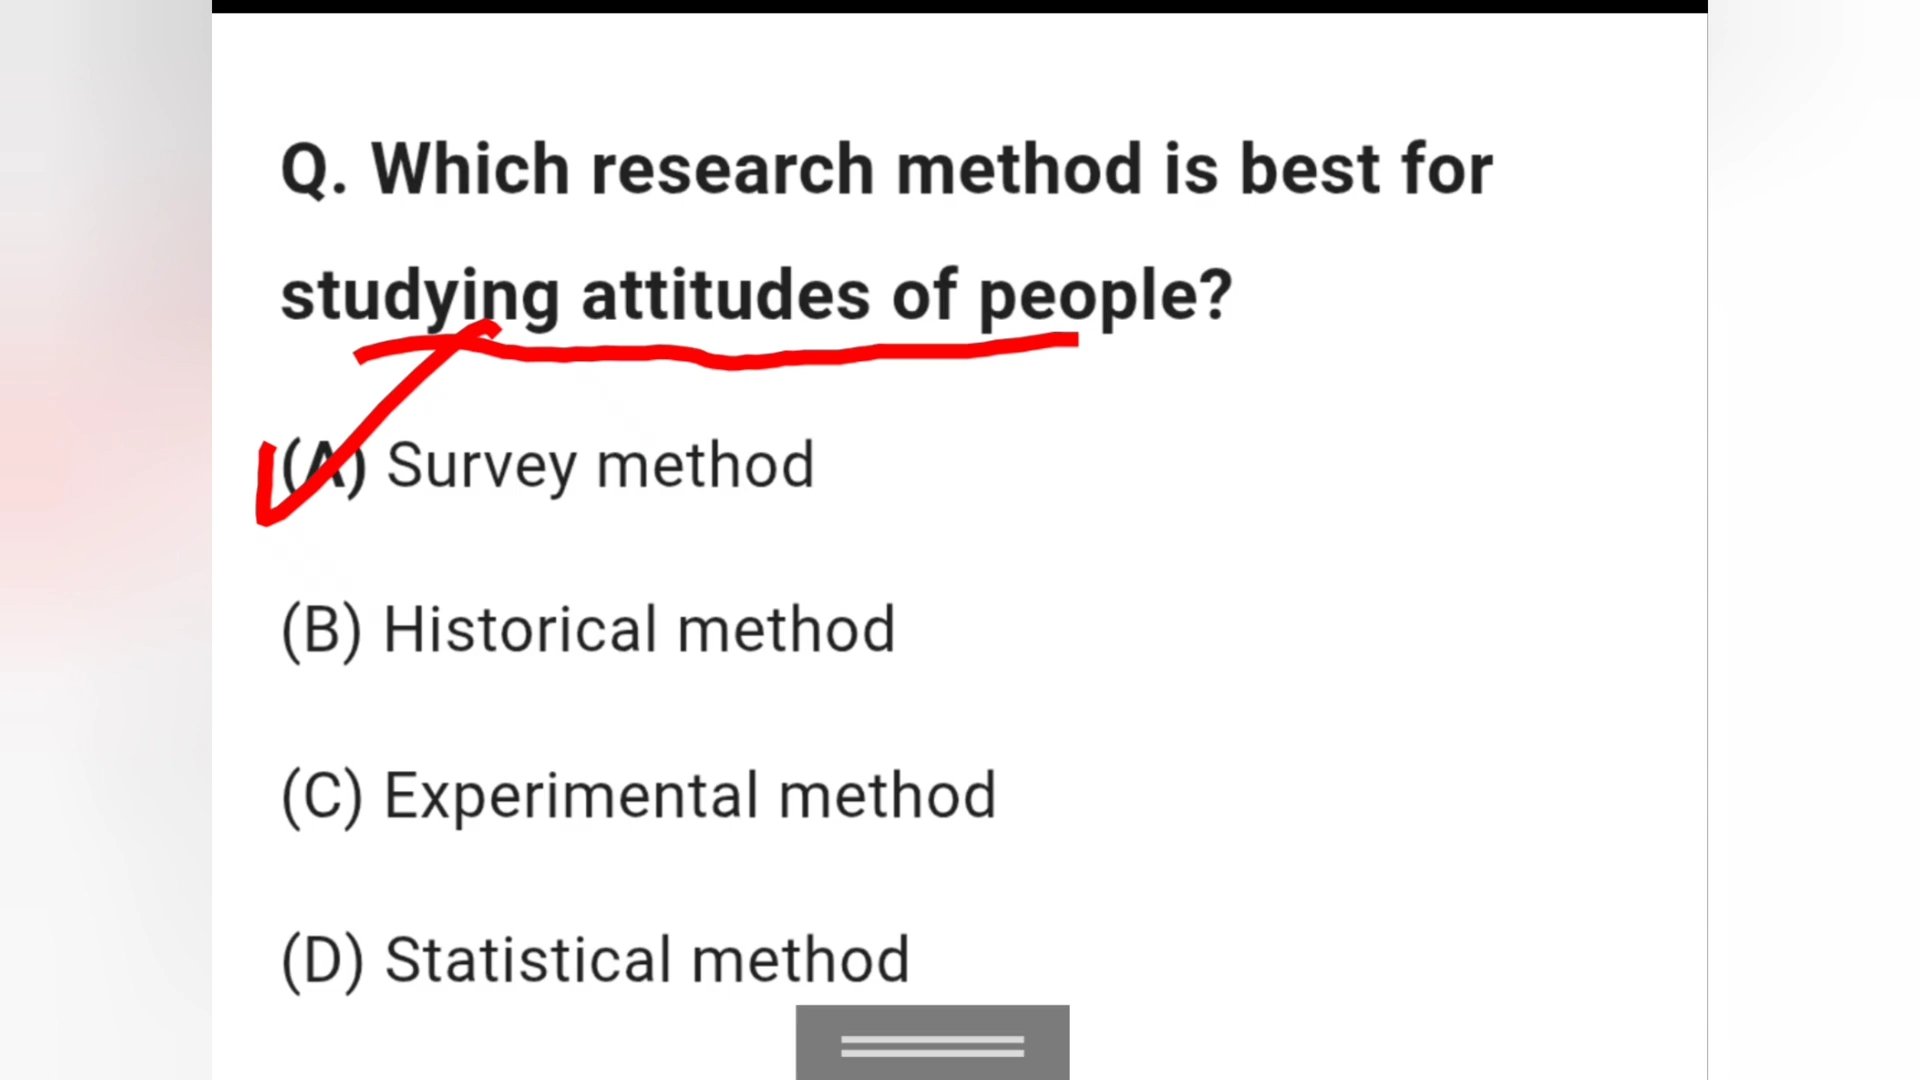 Q. Which research method is best for
studying attitudes of people?
(A) Survey method
(B) Historical method
(C) Experimental method
(D) Statistical method